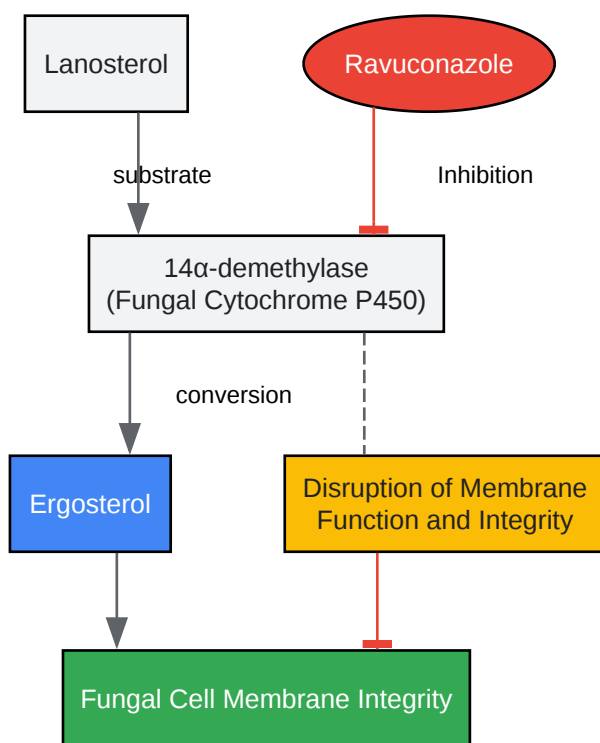 Lanosterol
Ravuconazole
substrate
Inhibition
14α-demethylase
(Fungal Cytochrome P450)
conversion
Ergosterol
Disruption of Membrane
Function and Integrity
Fungal Cell Membrane Integrity